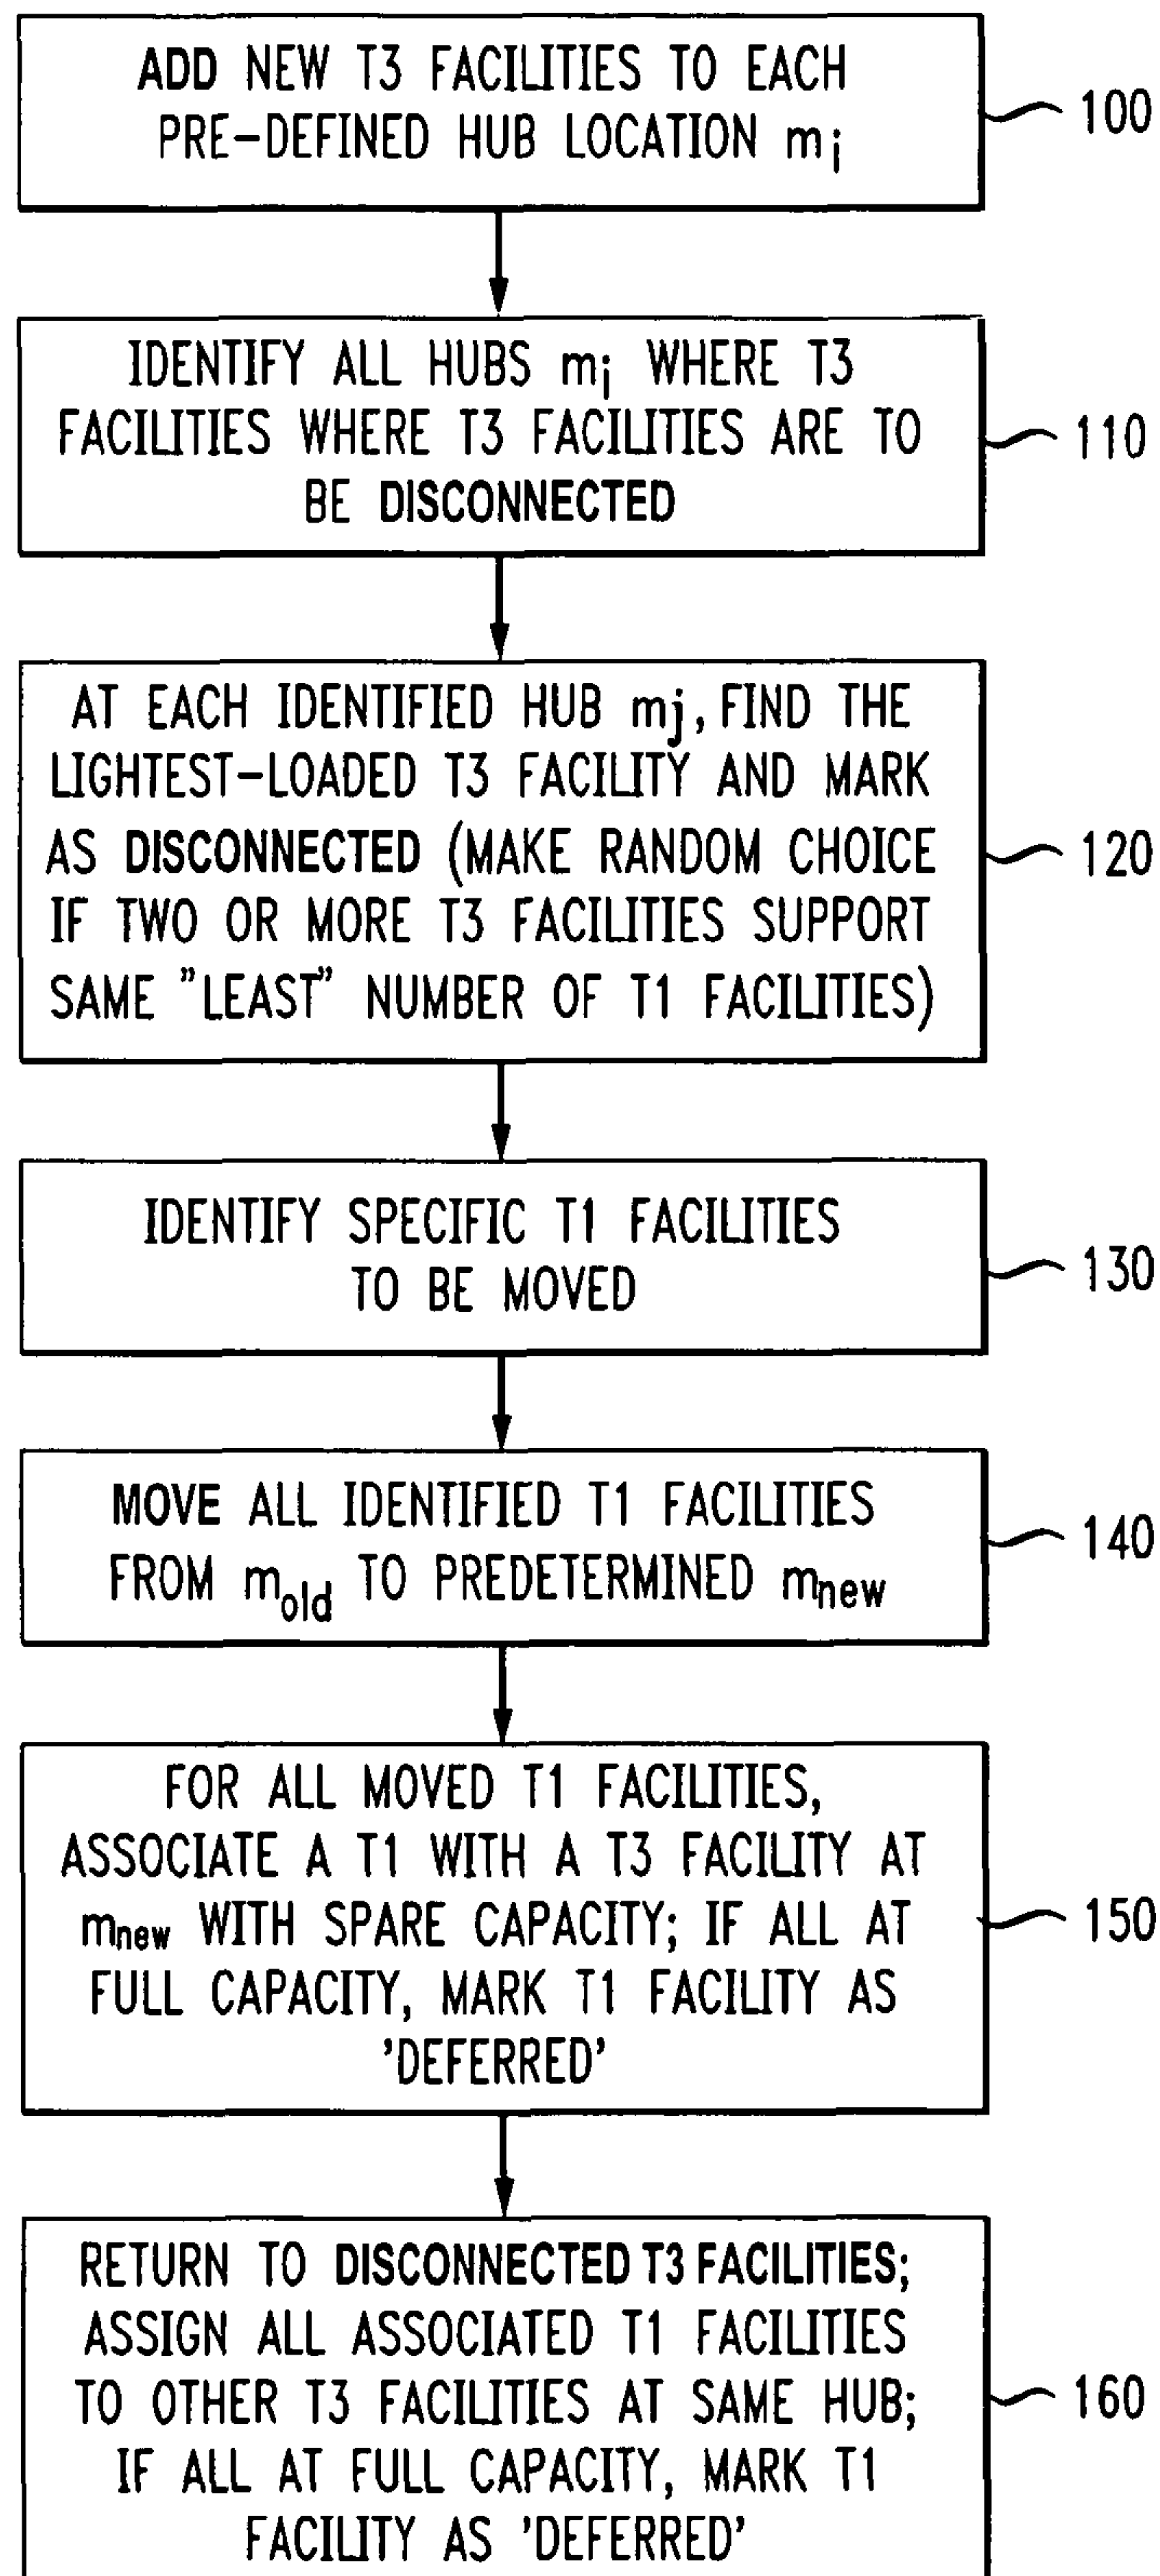 ADD NEW T3 FACILITIES TO EACH
PRE-DEFINED HUB LOCATION mi
100
IDENTIFY ALL HUBS mj WHERE T3
FACILITIES WHERE T3 FACILITIES ARE TO
BE DISCONNECTED
110
AT EACH IDENTIFIED HUB mj, FIND THE
LIGHTEST-LOADED T3 FACILITY AND MARK
AS DISCONNECTED (MAKE RANDOM CHOICE
IF TWO OR MORE T3 FACILITIES SUPPORT
SAME "LEAST" NUMBER OF T1 FACILITIES)
120
IDENTIFY SPECIFIC T1 FACILITIES
TO BE MOVED
130
MOVE ALL IDENTIFIED T1 FACILITIES
FROM mold TO PREDETERMINED mnew
140
FOR ALL MOVED T1 FACILITIES,
ASSOCIATE A T1 WITH A T3 FACILITY AT
mnew WITH SPARE CAPACITY; IF ALL AT
FULL CAPACITY, MARK T1 FACILITY AS
'DEFERRED'
150
RETURN TO DISCONNECTED T3 FACILITIES;
ASSIGN ALL ASSOCIATED T1 FACILITIES
TO OTHER T3 FACILITIES AT SAME HUB;
IF ALL AT FULL CAPACITY, MARK T1
FACILITY AS 'DEFERRED'
160